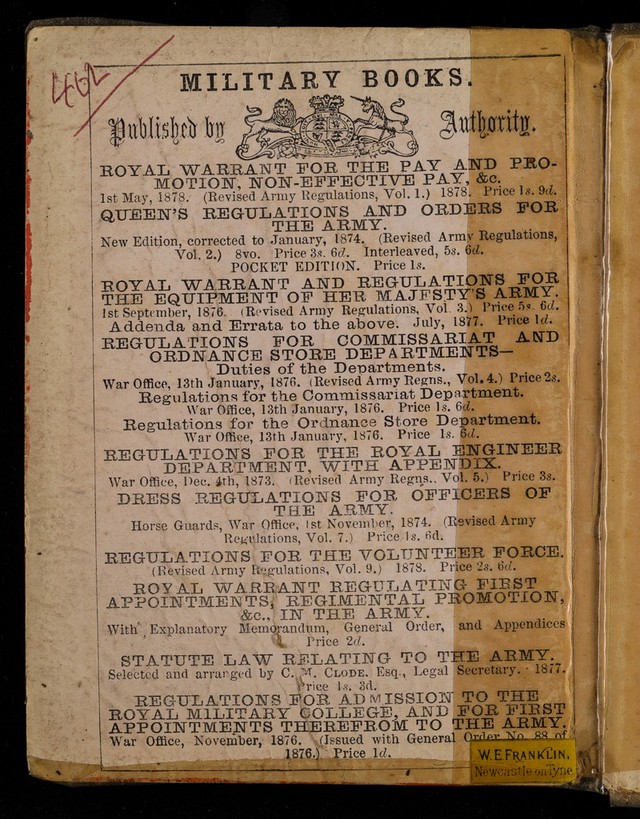 462
MILITARY BOOKS.
Published by Authority.
ROYAL WARRANT FOR THE PAY AND PRO-
MOTION, NON-EFFECTIVE PAY, &c.
1st May, 1878. (Revised Army Regulations, Vol. 1.) 1878. Price 1s. 9d.
QUEEN'S REGULATIONS AND ORDERS FOR
THE ARMY.
New Edition, corrected to January, 1874. (Revised Army Regulations,
Vol. 2.) 8vo. Price 3s. 6d. Interleaved, 5s. 6d.
POCKET EDITION. Price 1s.
ROYAL WARRANT AND REGULATIONS FOR
THE EQUIPMENT OF HER MAJESTY'S ARMY.
1st September, 1876. (Revised Army Regulations, Vol. 3.) Price 5s. 6d.
Addenda and Errata to the above. July, 1877. Price 1d.
REGULATIONS FOR COMMISSARIAT AND
ORDNANCE STORE DEPARTMENTS—
Duties of the Departments.
War Office, 13th January, 1876. (Revised Army Regns., Vol. 4.) Price 2s.
Regulations for the Commissariat Department.
War Office, 13th January, 1876. Price 1s. 6d.
Regulations for the Ordnance Store Department.
War Office, 13th January, 1876. Price 1s. 6d.
REGULATIONS FOR THE ROYAL ENGINEER
DEPARTMENT, WITH APPENDIX.
War Office, Dec. 4th, 1873. (Revised Army Regns., Vol. 5.) Price 3s.
DRESS REGULATIONS FOR OFFICERS OF
THE ARMY.
Horse Guards, War Office, 1st November, 1874. (Revised Army
Regulations, Vol. 7.) Price 1s. 6d.
REGULATIONS FOR THE VOLUNTEER FORCE.
(Revised Army Regulations, Vol. 9.) 1878. Price 2s. 6d.
ROYAL WARRANT REGULATING FIRST
APPOINTMENTS, REGIMENTAL PROMOTION,
&c., IN THE ARMY.
With Explanatory Memorandum, General Order, and Appendices
Price 2d.
STATUTE LAW RELATING TO THE ARMY.
Selected and arranged by C. M. CLODE, Esq., Legal Secretary. 1877.
Price 1s. 3d.
REGULATIONS FOR ADMISSION TO THE
ROYAL MILITARY COLLEGE, AND FOR FIRST
APPOINTMENTS THEREFROM TO THE ARMY.
War Office, November, 1876. (Issued with General Order No. 88 of
1876.) Price 1d.
W. E. FRANKLIN,
Newcastle on Tyne